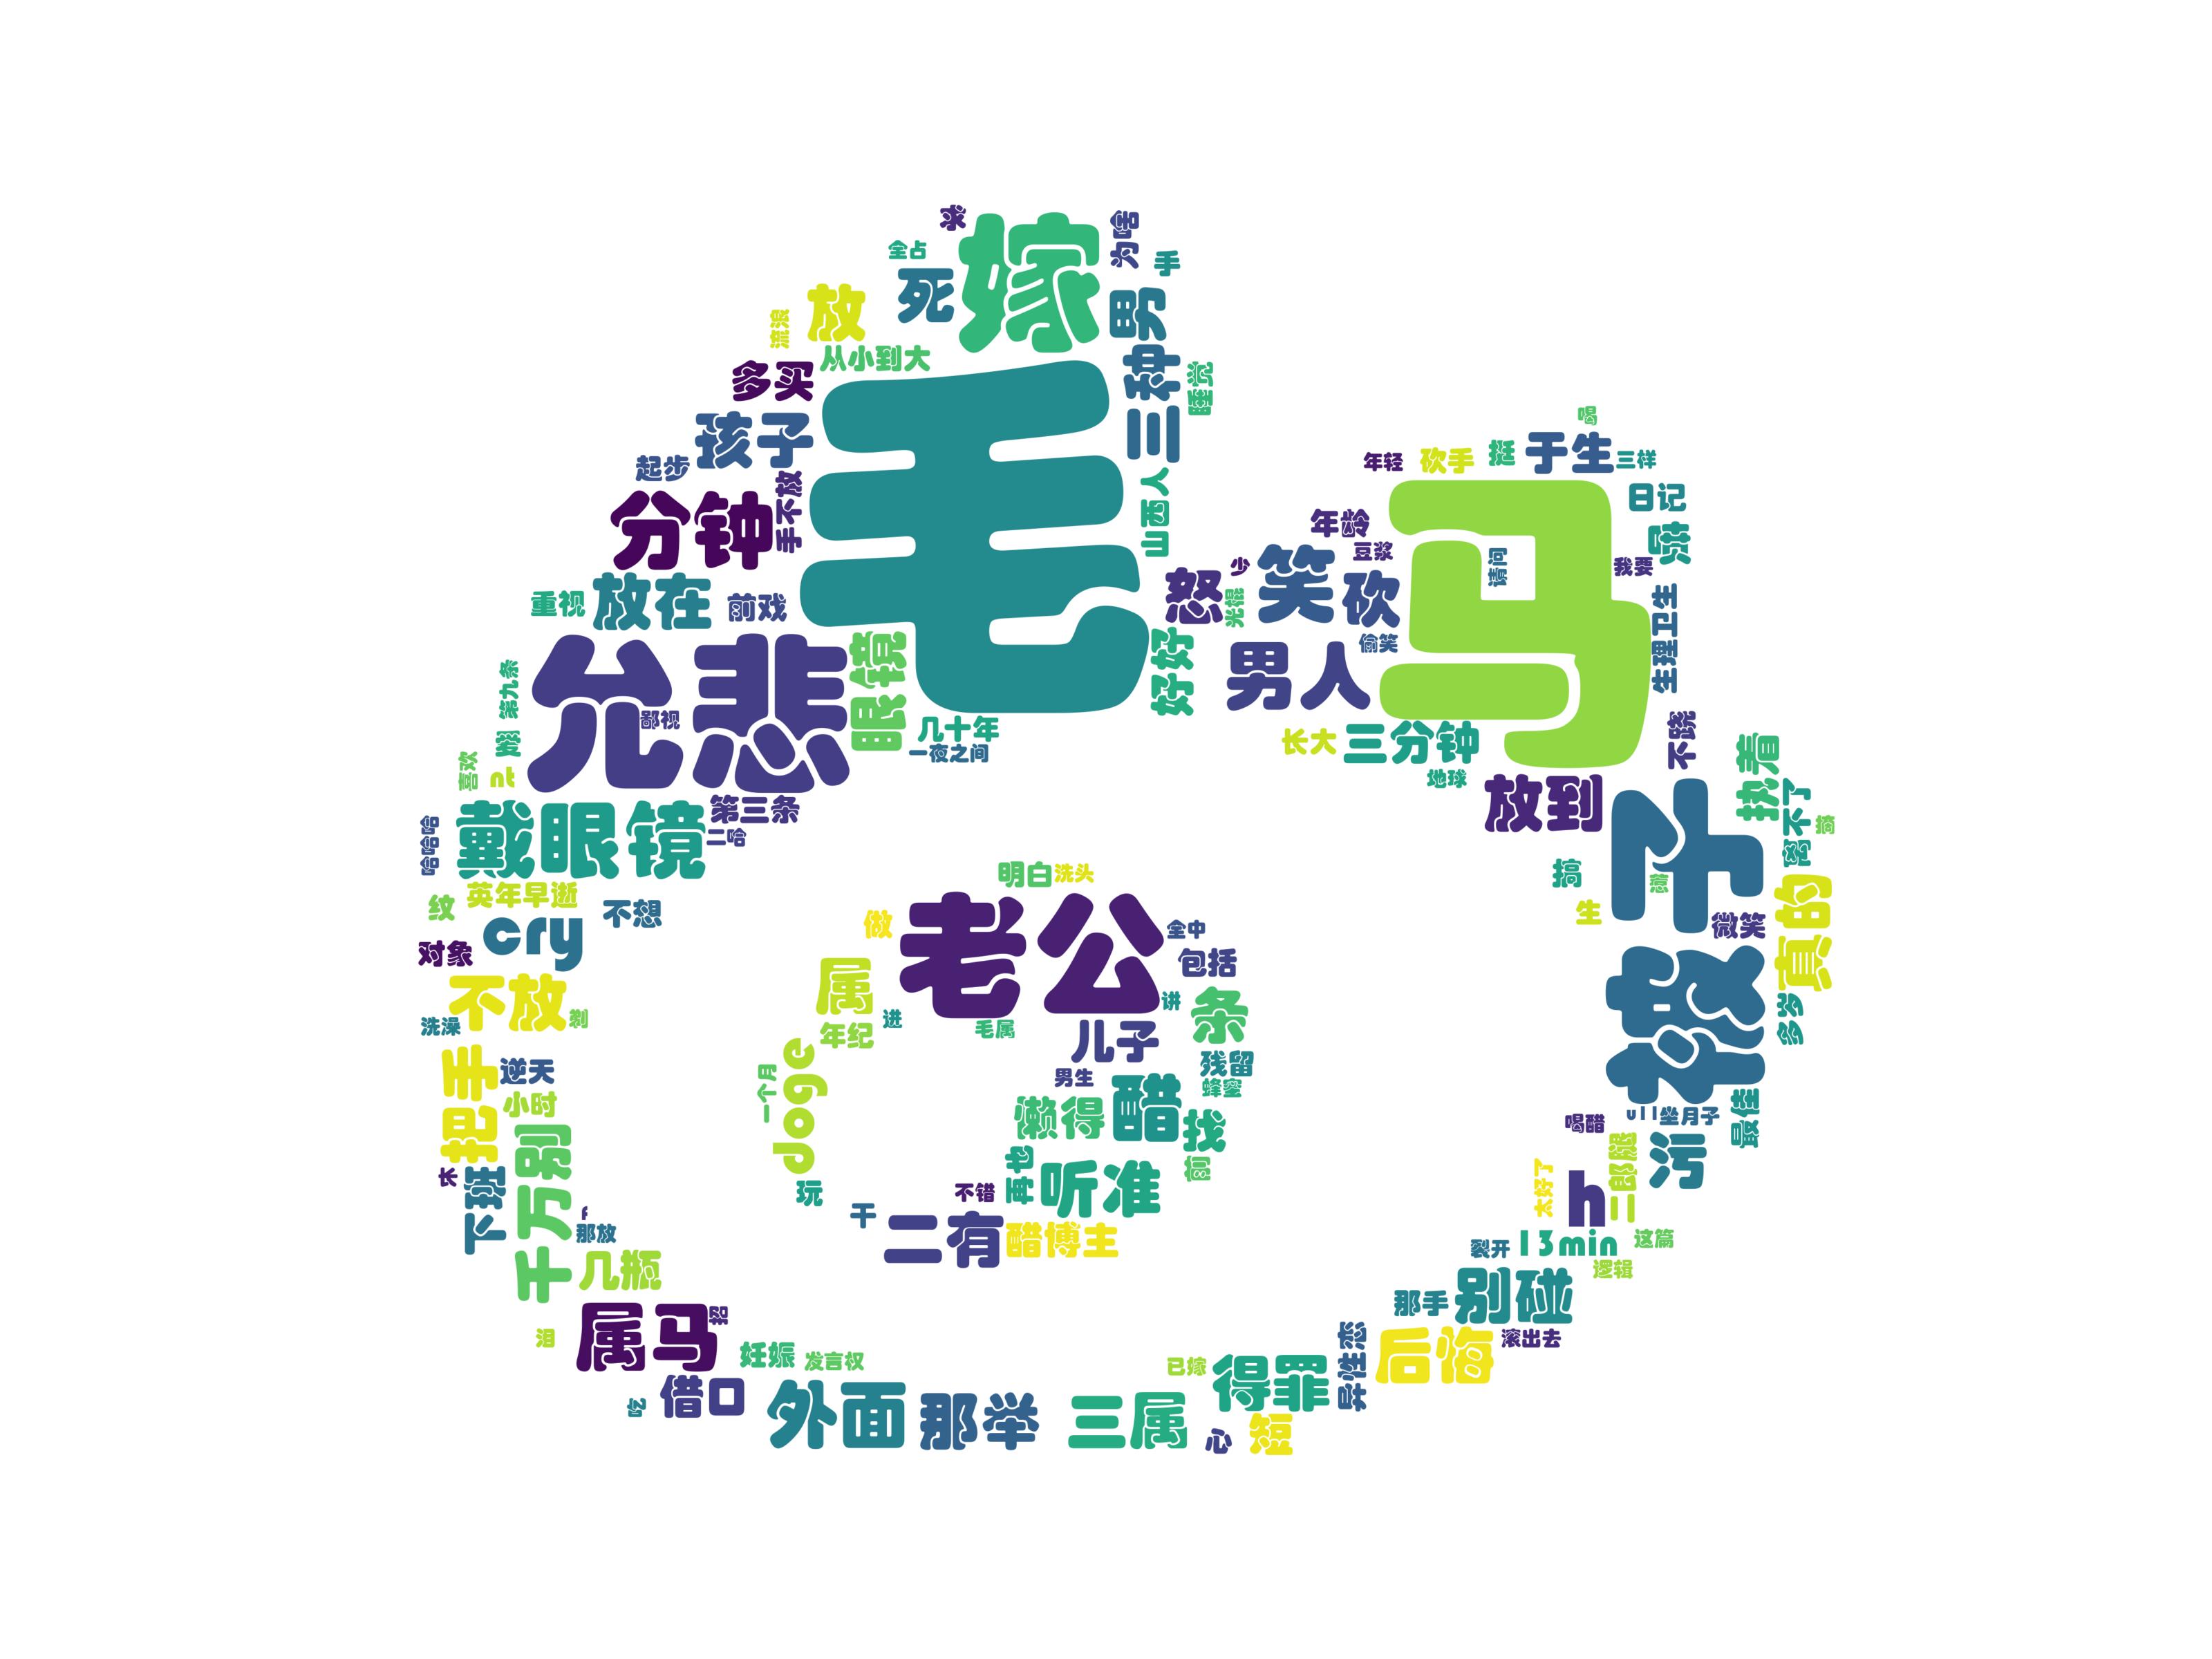 求
嫁
为啥
全占
手
死
放
男
流浪
从小到大
三种
睡沉
多买
毛
孩子
起步
山西人
手不放
分钟
重视
放在
前戏
怒
好好
允悲
眼镜
鄙视
第九条
几十年
一夜之间
喜欢
戴眼镜
第三条
二哈
哈哈哈
英年早逝
纹
cry
不想
对象
不放
洗澡
剃
把手
逆天
小时
千万别
长
下班
那放
几瓶
属马
泪
妊娠
发言权
吃
借口
外面
那举
三属
得罪
已嫁
心
短
异性恋
后悔
滚出去
那手
别碰
裂开
13min
这篇
逻辑
h
太好了
二郎腿
污
喝醋
ull
坐月子
最佳
喝
年轻
砍手
挺
于生
三样
日记
年龄
豆浆
少
光棍
笑
砍
马
请问
我要
生理卫生
偷笑
男人
长大
三分钟
地球
不晓
放到
执着
离不了
摘
搞
惹
生
微笑
真的
多岁
明白
洗头
做
老公
全中
包括
属
讲
条
年纪
进
毛属
儿子
残留
蜂蜜
男生
doge
一个月
懒得
醋
找
玩
再也
听准
不错
干
二有
醋博主